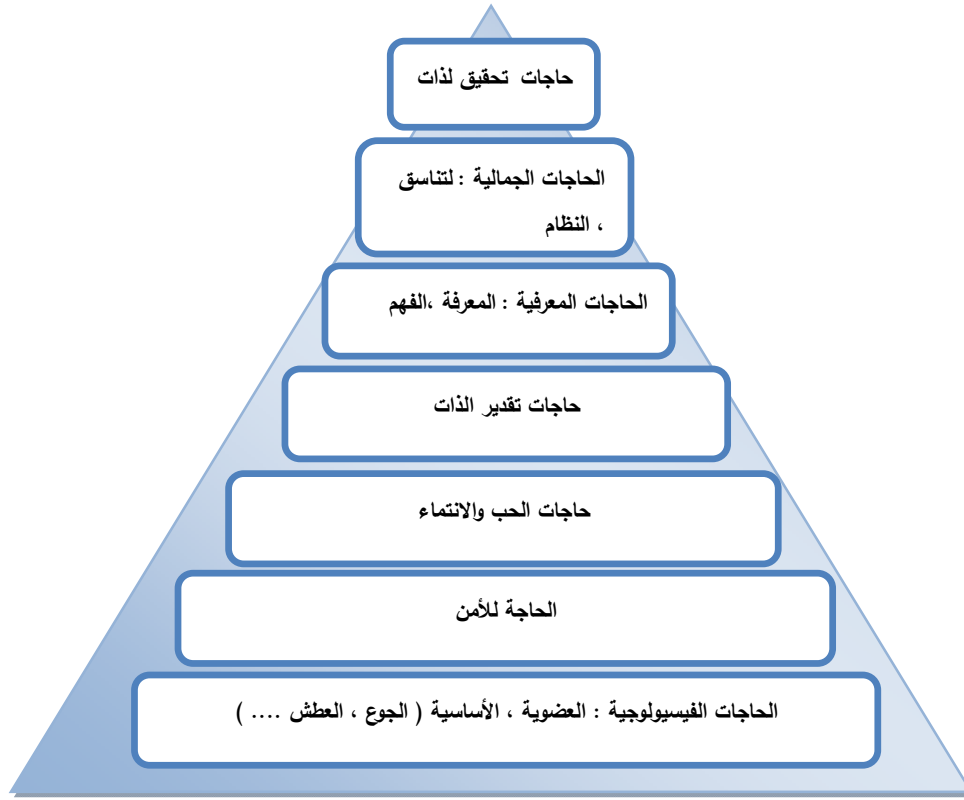 حاجات تحقيق لذات
الحاجات الجمالية : لتناسق
، النظام
الحاجات المعرفية : المعرفة ،الفهم
حاجات تقدير الذات
حاجات الحب والانتماء
الحاجة للأمن
الحاجات الفيسيولوجية : العضوية ، الأساسية ( الجوع ، العطش .... )